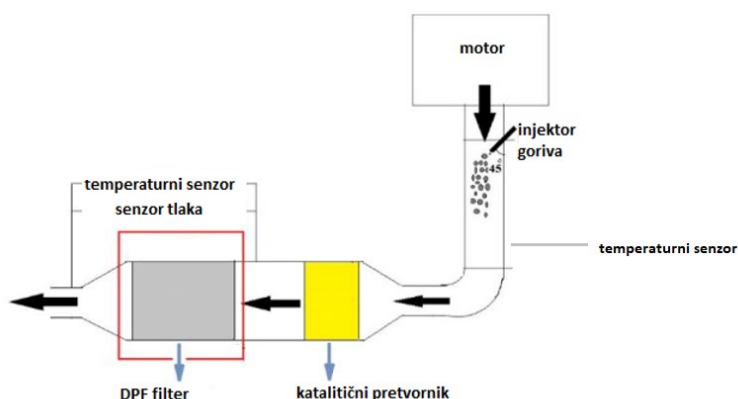 motor
injektor
goriva
45°
temperaturni senzor
senzor tlaka
temperaturni senzor
DPF filter
katalitični pretvornik